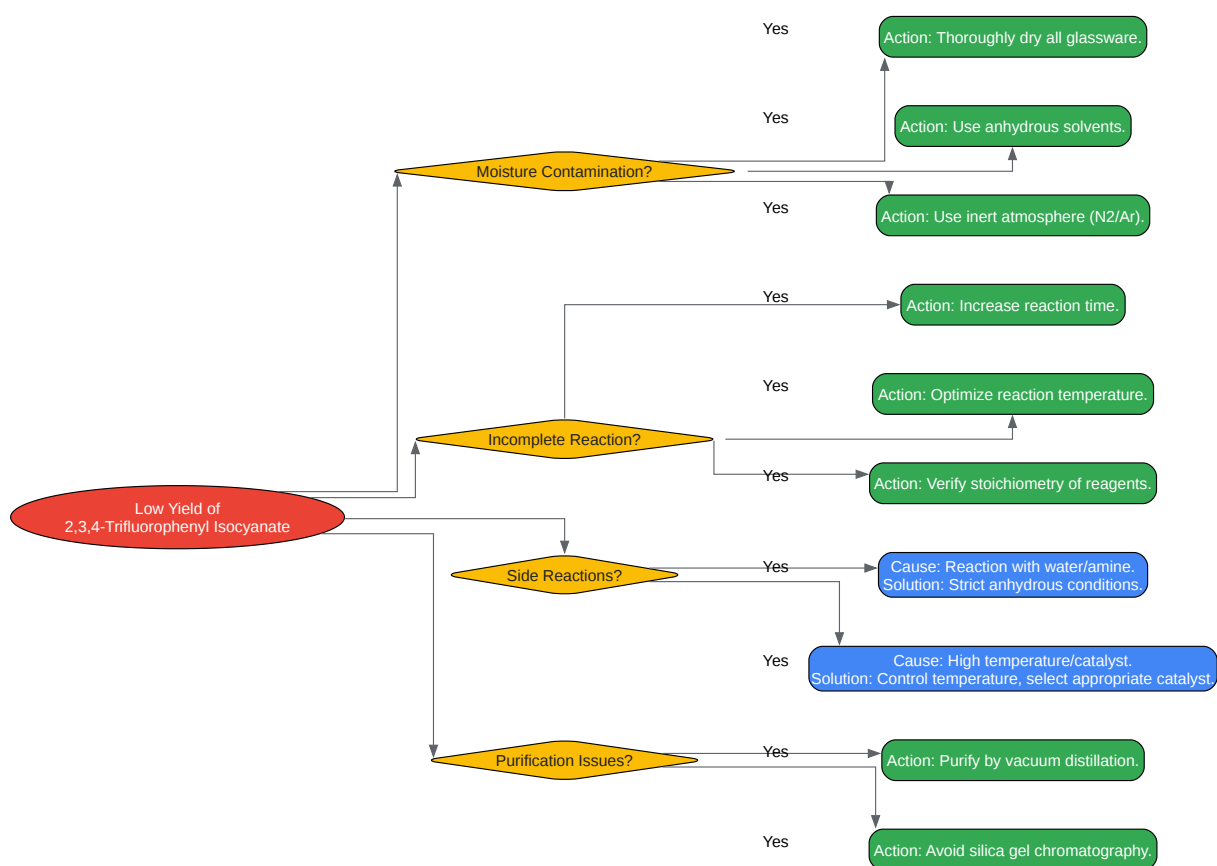 Yes
Action: Thoroughly dry all glassware.
Yes
Action: Use anhydrous solvents.
Moisture Contamination?
Yes
Action: Use inert atmosphere (N2/Ar).
Yes
Action: Increase reaction time.
Yes
Action: Optimize reaction temperature.
Incomplete Reaction?
Yes
Action: Verify stoichiometry of reagents.
Low Yield of
2,3,4-Trifluorophenyl Isocyanate
Side Reactions?
Yes
Cause: Reaction with water/amine.
Solution: Strict anhydrous conditions.
Yes
Cause: High temperature/catalyst.
Solution: Control temperature, select appropriate catalyst.
Purification Issues?
Yes
Action: Purify by vacuum distillation.
Yes
Action: Avoid silica gel chromatography.